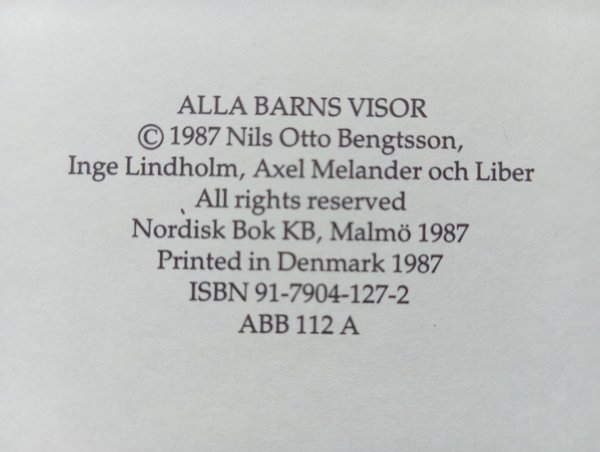 ALLA BARNS VISOR
© 1987 Nils Otto Bengtsson,
Inge Lindholm, Axel Melander och Liber
All rights reserved
Nordisk Bok KB, Malmö 1987
Printed in Denmark 1987
ISBN 91-7904-127-2
ABB 112 A